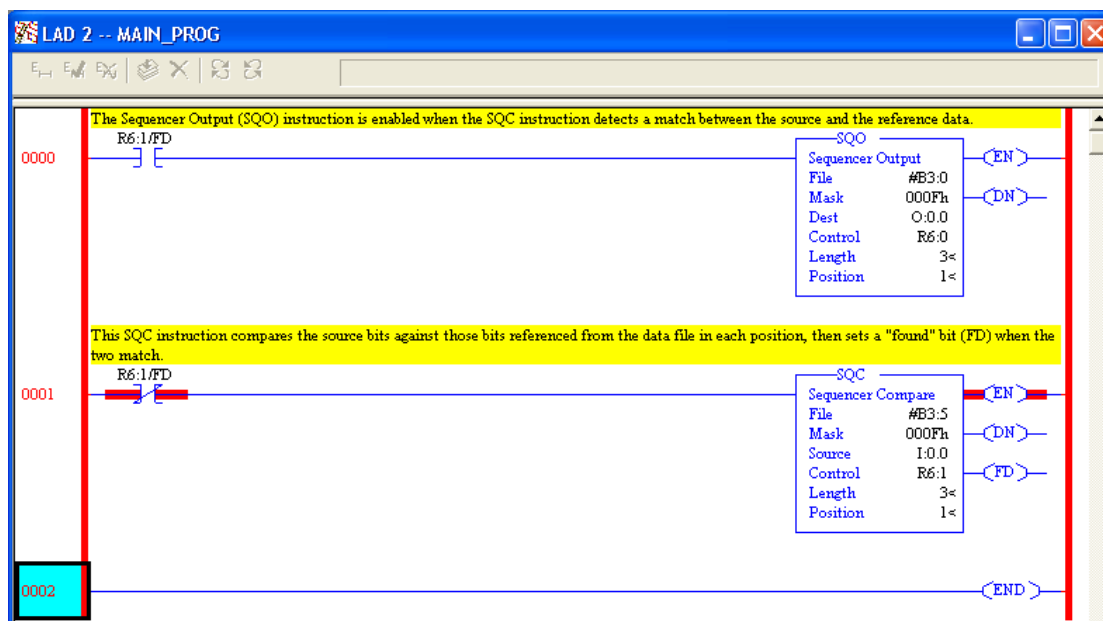 LAD 2 -- MAIN_PROG
The Sequencer Output (SQO) instruction is enabled when the SQC instruction detects a match between the source and the reference data.
R6:1/FD
0000
SQO
Sequencer Output
File #B3:0
Mask 000Fh
Dest O:0.0
Control R6:0
Length 3<
Position 1<
EN
DN
This SQC instruction compares the source bits against those bits referenced from the data file in each position, then sets a "found" bit (FD) when the
two match.
R6:1/FD
0001
SQC
Sequencer Compare
File #B3:5
Mask 000Fh
Source I:0.0
Control R6:1
Length 3<
Position 1<
EN
DN
FD
0002
END